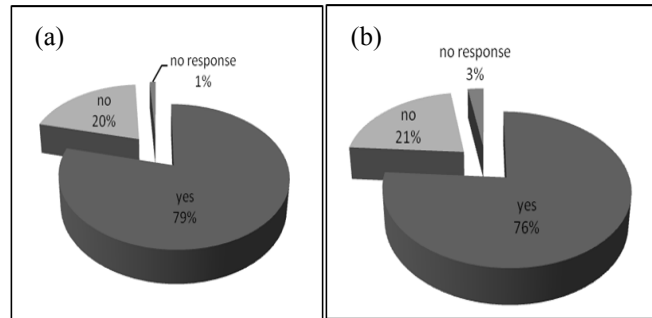 (a)
no response
1%
no
20%
yes
79%
(b)
no response
3%
no
21%
yes
76%